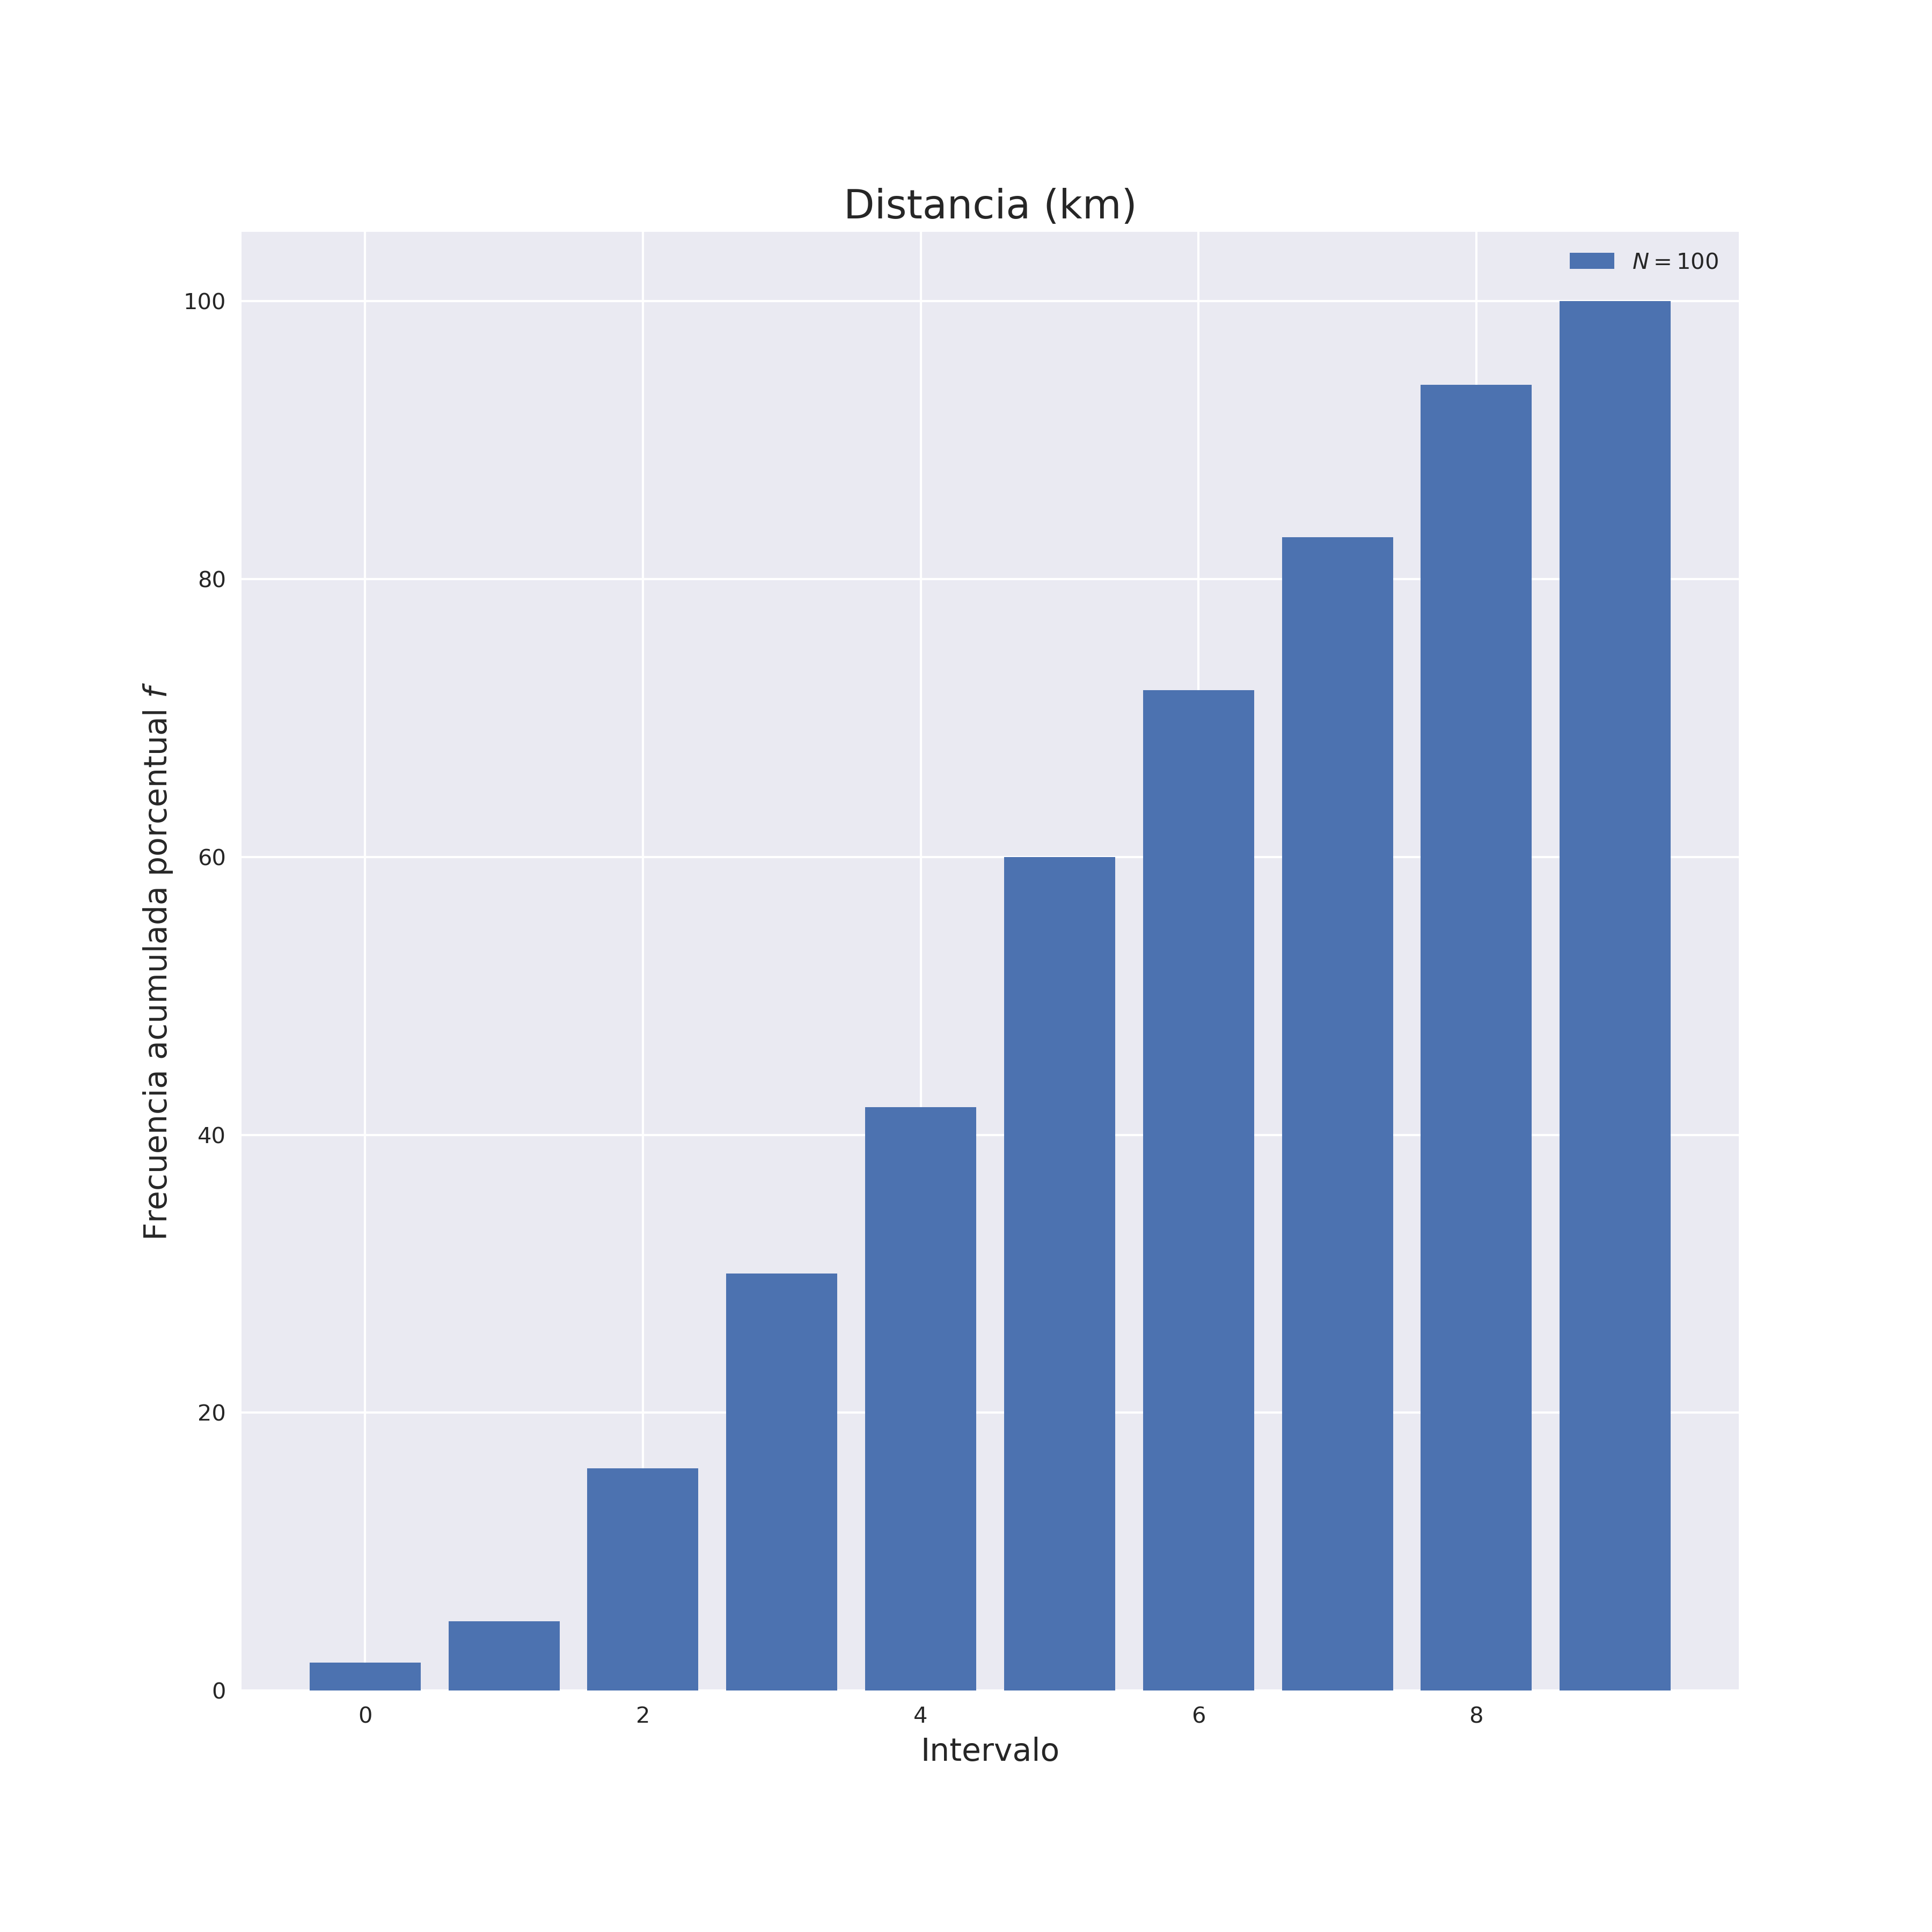 Distancia (km)
N = 100
Frecuencia acumulada porcentual f
100
80
60
40
20
0
0 2 4 6 8
Intervalo